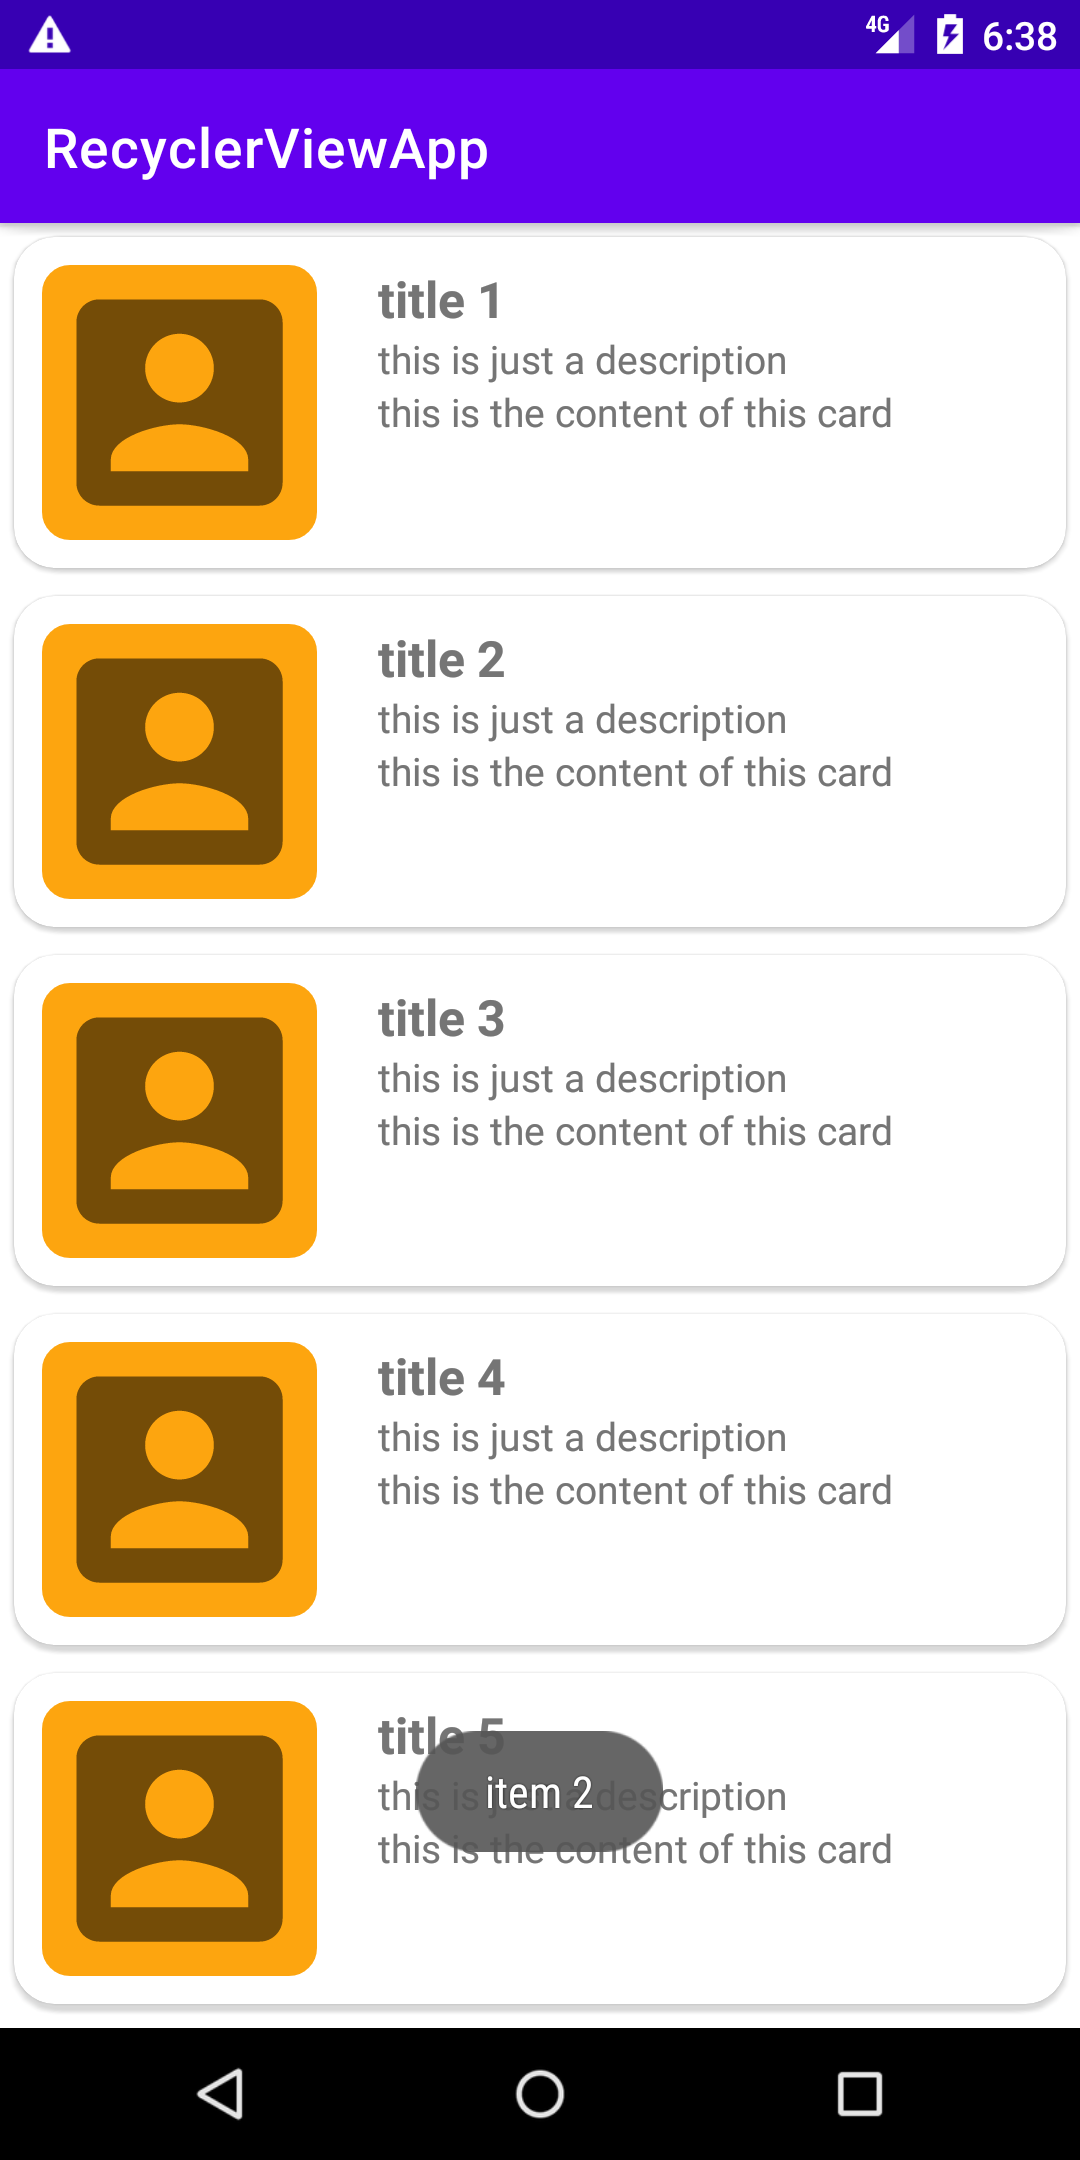 4G 6:38
RecyclerViewApp
title 1
this is just a description
this is the content of this card
title 2
this is just a description
this is the content of this card
title 3
this is just a description
this is the content of this card
title 4
this is just a description
this is the content of this card
title 5
this is just a description
item 2
this is the content of this card